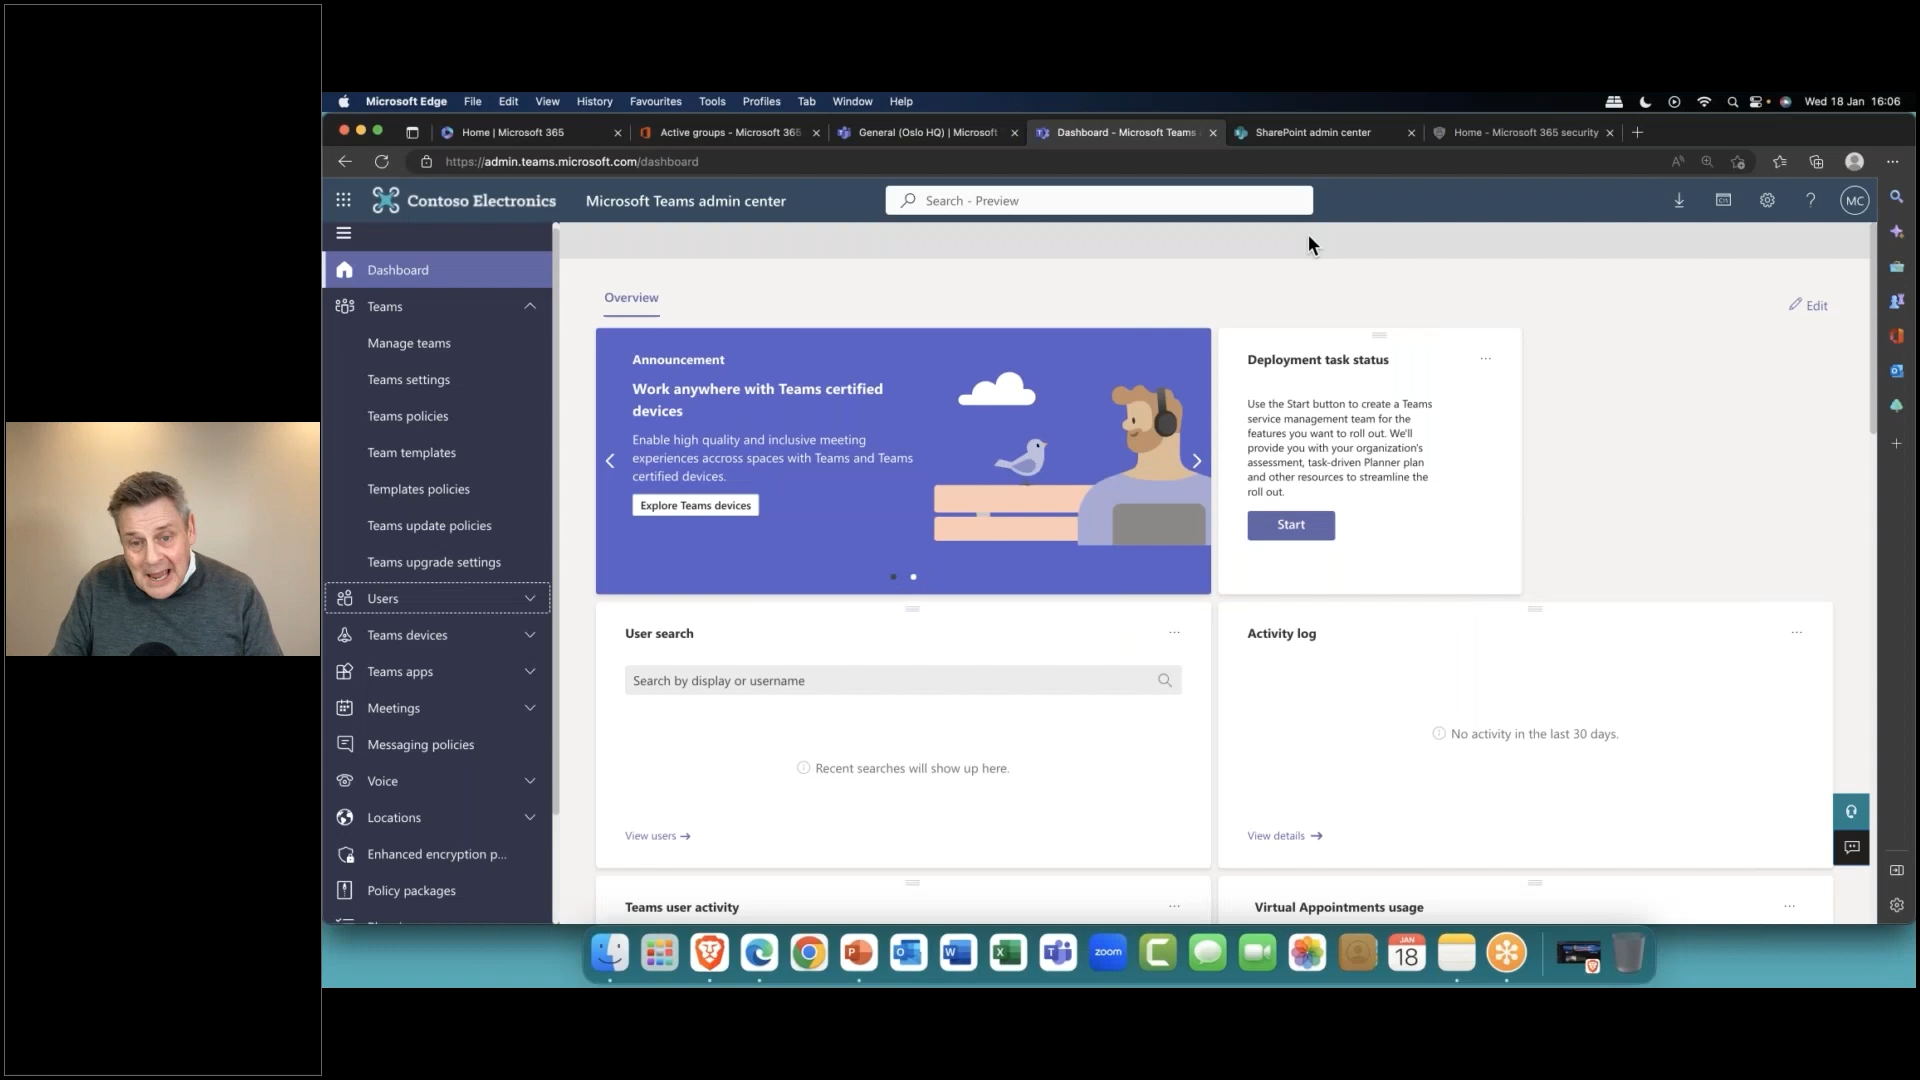 Microsoft Edge File Edit View History Favourites Tools Profiles Tab Window Help Wed 18 Jan 16:06
Home | Microsoft 365 Active groups - Microsoft 365 General (Oslo HQ) | Microsoft Dashboard - Microsoft Teams SharePoint admin center Home - Microsoft 365 security
https://admin.teams.microsoft.com/dashboard
Contoso Electronics Microsoft Teams admin center Search - Preview MC
Dashboard
Teams
Manage teams
Teams settings
Teams policies
Team templates
Templates policies
Teams update policies
Teams upgrade settings
Users
Teams devices
Teams apps
Meetings
Messaging policies
Voice
Locations
Enhanced encryption p...
Policy packages
Overview
Edit
Announcement
Work anywhere with Teams certified
devices
Enable high quality and inclusive meeting
experiences accross spaces with Teams and Teams
certified devices.
Explore Teams devices
Deployment task status
Use the Start button to create a Teams
service management team for the
features you want to roll out. We'll
provide you with your organization's
assessment, task-driven Planner plan
and other resources to streamline the
roll out.
Start
User search
Search by display or username
Recent searches will show up here.
View users
Activity log
No activity in the last 30 days.
View details
Teams user activity
Virtual Appointments usage
zoom
JAN
18